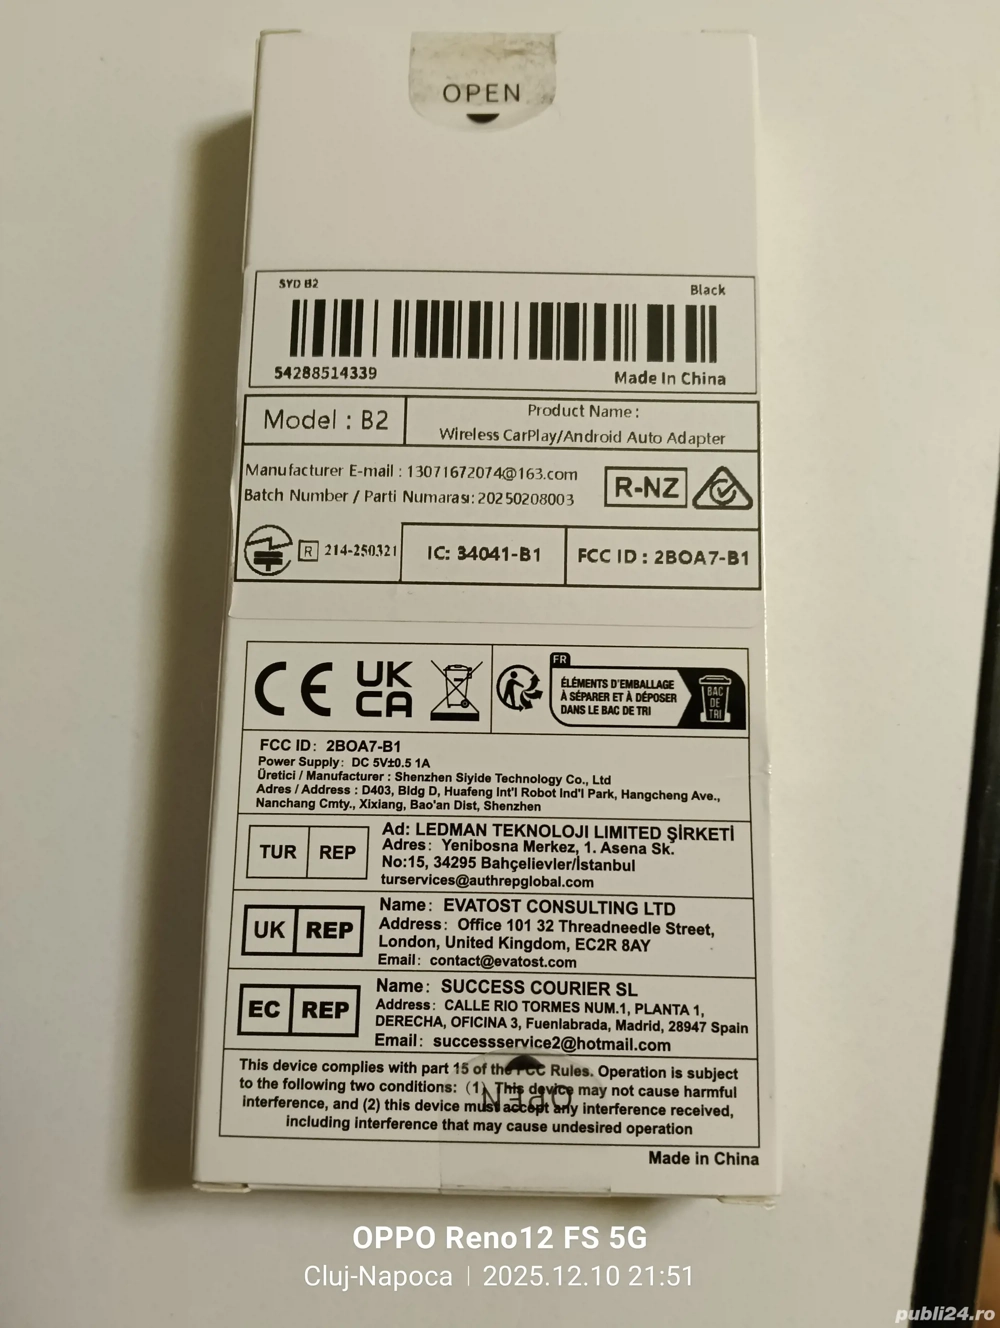 OPEN
SYD B2
Black
54288514339
Made In China
Model : B2
Product Name :
Wireless CarPlay/Android Auto Adapter
Manufacturer E-mail : 13071672074@163.com
Batch Number / Parti Numarası: 20250208003
R-NZ
R 214-250321
IC: 34041-B1
FCC ID : 2BOA7-B1
CE
UK
CA
FR
ÉLÉMENTS D'EMBALLAGE
À SÉPARER ET À DÉPOSER
DANS LE BAC DE TRI
BAC
DE
TRI
FCC ID: 2BOA7-B1
Power Supply: DC 5V±0.5 1A
Üretici / Manufacturer : Shenzhen Siyide Technology Co., Ltd
Adres / Address : D403, Bldg D, Huafeng Int'l Robot Ind'l Park, Hangcheng Ave.,
Nanchang Cmty., Xixiang, Bao'an Dist, Shenzhen
TUR REP
Ad: LEDMAN TEKNOLOJI LIMITED ŞİRKETİ
Adres: Yenibosna Merkez, 1. Asena Sk.
No:15, 34295 Bahçelievler/İstanbul
turservices@authrepglobal.com
UK REP
Name: EVATOST CONSULTING LTD
Address: Office 101 32 Threadneedle Street,
London, United Kingdom, EC2R 8AY
Email: contact@evatost.com
EC REP
Name: SUCCESS COURIER SL
Address: CALLE RIO TORMES NUM.1, PLANTA 1,
DERECHA, OFICINA 3, Fuenlabrada, Madrid, 28947 Spain
Email: successservice2@hotmail.com
This device complies with part 15 of the FCC Rules. Operation is subject
to the following two conditions: (1) This device may not cause harmful
interference, and (2) this device must accept any interference received,
including interference that may cause undesired operation
OPEN
Made in China
OPPO Reno12 FS 5G
Cluj-Napoca | 2025.12.10 21:51
publi24.ro